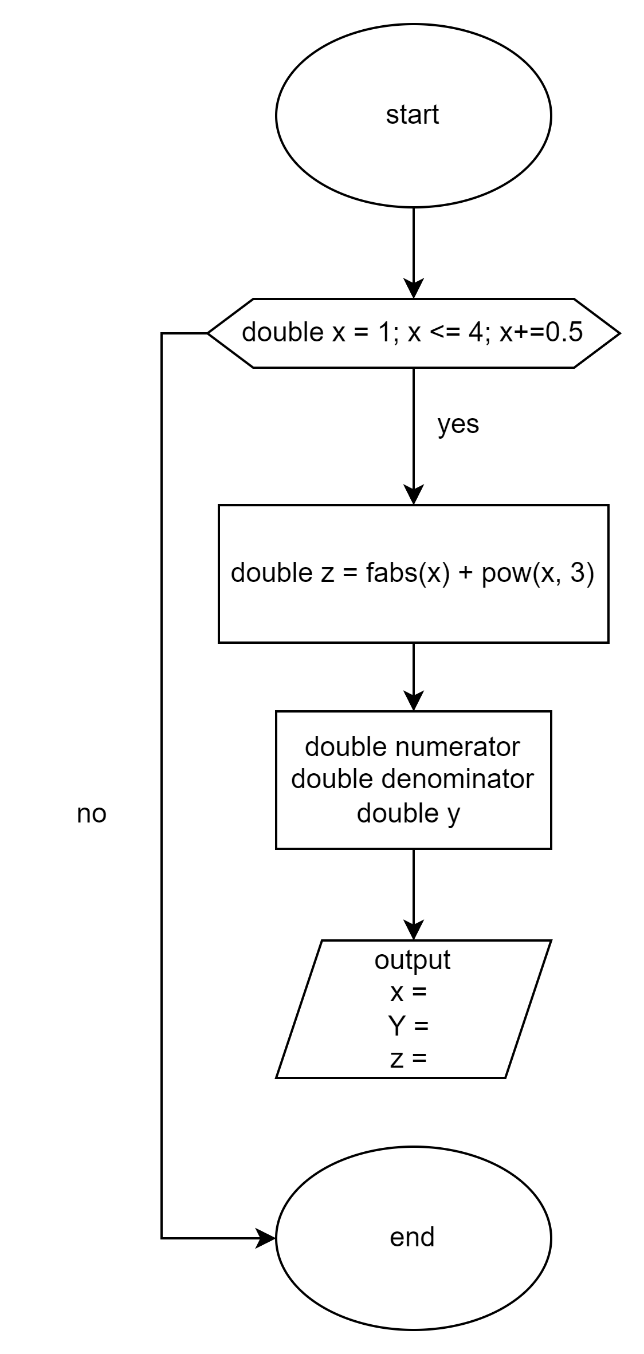 start
double x = 1; x <= 4; x+=0.5
yes
double z = fabs(x) + pow(x, 3)
double numerator
double denominator
double y
no
output
x =
Y =
z =
end